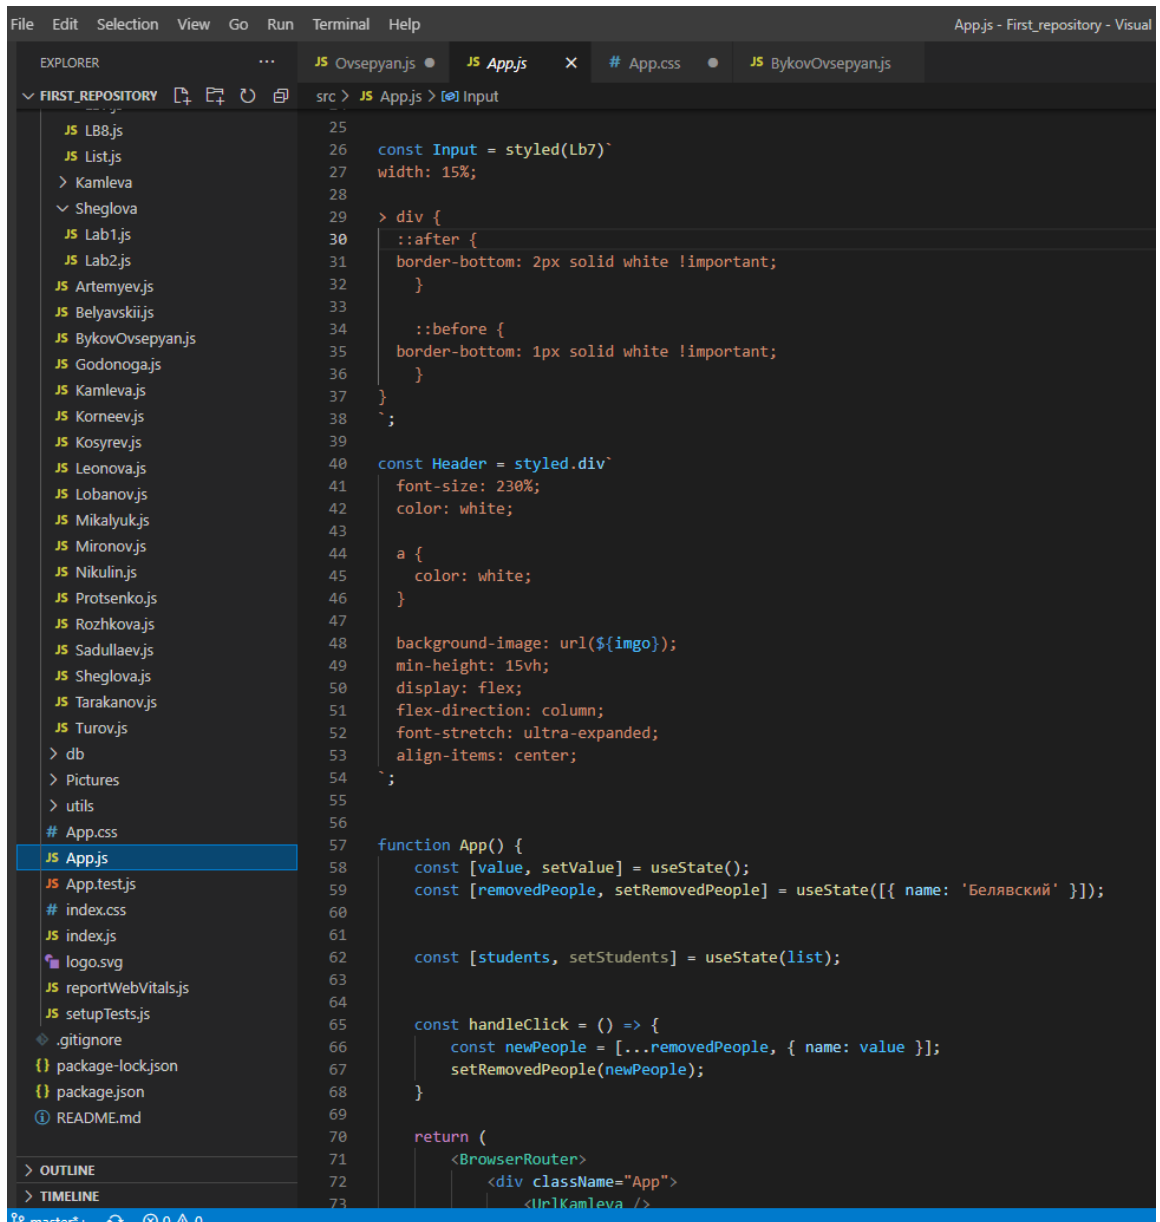 File Edit Selection View Go Run Terminal Help App.js - First_repository - Visual
EXPLORER ···
JS Ovsepyan.js ● JS App.js × # App.css ● JS BykovOvsepyan.js
FIRST_REPOSITORY
src > JS App.js > Input
JS LB8.js
JS List.js
> Kamleva
Sheglova
JS Lab1.js
JS Lab2.js
JS Artemyev.js
JS Belyavskii.js
JS BykovOvsepyan.js
JS Godonoga.js
JS Kamleva.js
JS Korneev.js
JS Kosyrev.js
JS Leonova.js
JS Lobanov.js
JS Mikalyuk.js
JS Mironov.js
JS Nikulin.js
JS Protsenko.js
JS Rozhkova.js
JS Sadullaev.js
JS Sheglova.js
JS Tarakanov.js
JS Turov.js
> db
> Pictures
> utils
# App.css
JS App.js
JS App.test.js
# index.css
JS index.js
logo.svg
JS reportWebVitals.js
JS setupTests.js
.gitignore
{} package-lock.json
{} package.json
README.md
> OUTLINE
> TIMELINE
25
26 const Input = styled(Lb7)`
27 width: 15%;
28
29 > div {
30 ::after {
31 border-bottom: 2px solid white !important;
32 }
33
34 ::before {
35 border-bottom: 1px solid white !important;
36 }
37 }
38 `;
39
40 const Header = styled.div`
41 font-size: 230%;
42 color: white;
43
44 a {
45 color: white;
46 }
47
48 background-image: url(${imgo});
49 min-height: 15vh;
50 display: flex;
51 flex-direction: column;
52 font-stretch: ultra-expanded;
53 align-items: center;
54 `;
55
56
57 function App() {
58 const [value, setValue] = useState();
59 const [removedPeople, setRemovedPeople] = useState([{ name: 'Белявский' }]);
60
61
62 const [students, setStudents] = useState(list);
63
64
65 const handleClick = () => {
66 const newPeople = [...removedPeople, { name: value }];
67 setRemovedPeople(newPeople);
68 }
69
70 return (
71 <BrowserRouter>
72 <div className="App">
73 <UrlKamleva />